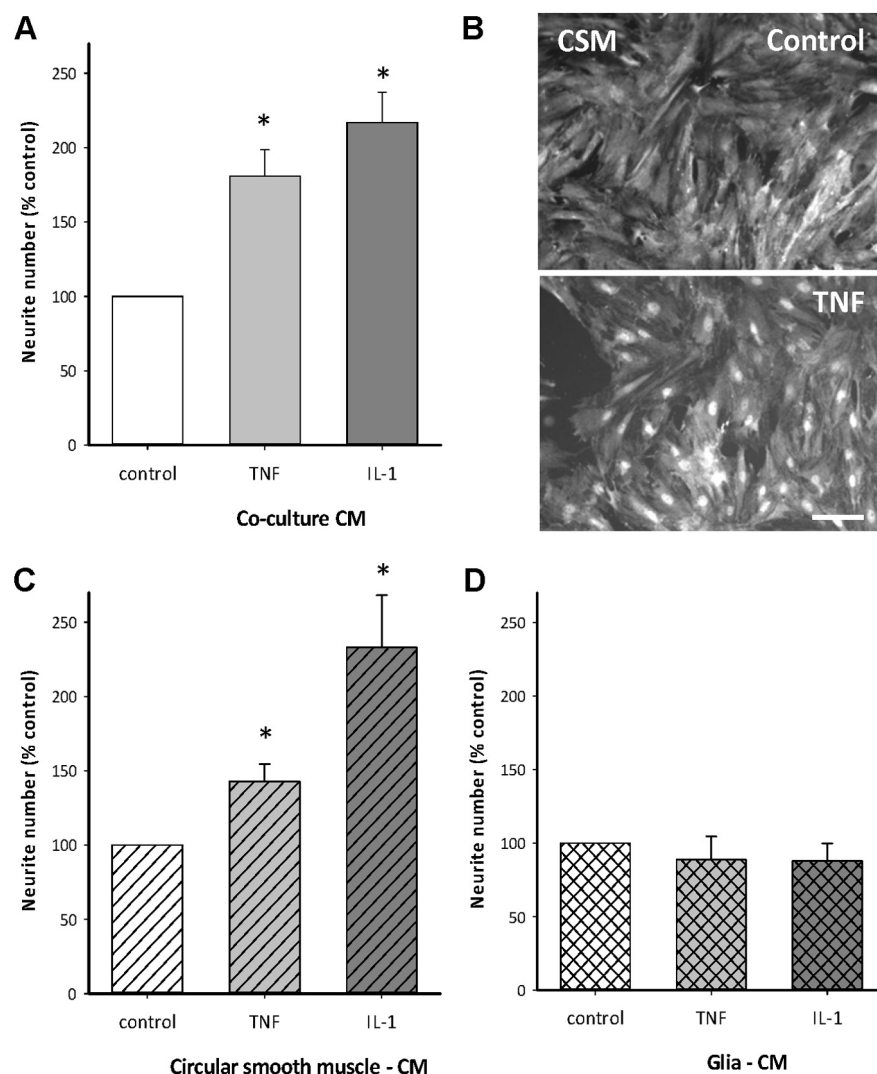 A
Neurite number (% control)
250
200
150
100
50
0
*
*
control
TNF
IL-1
Co-culture CM
B
CSM
Control
TNF
C
Neurite number (% control)
250
200
150
100
50
0
*
*
control
TNF
IL-1
Circular smooth muscle - CM
D
Neurite number (% control)
250
200
150
100
50
0
control
TNF
IL-1
Glia - CM